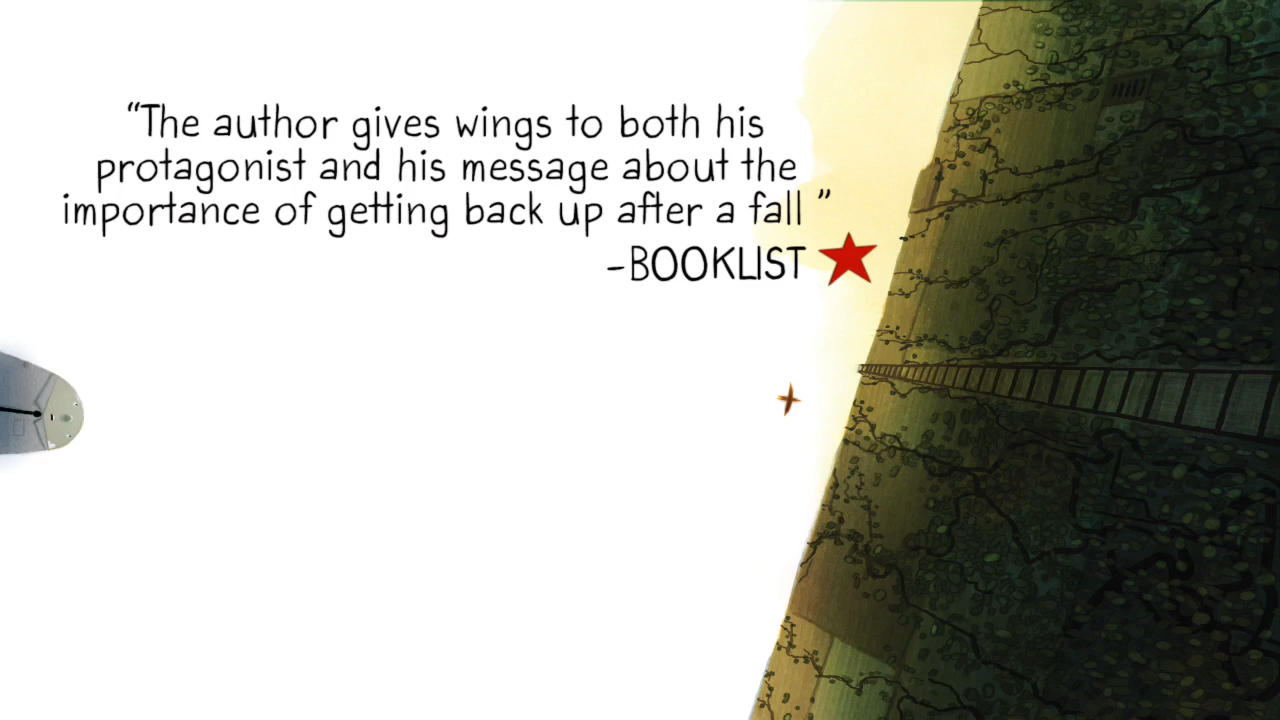 “The author gives wings to both his
protagonist and his message about the
importance of getting back up after a fall ”
-BOOKLIST